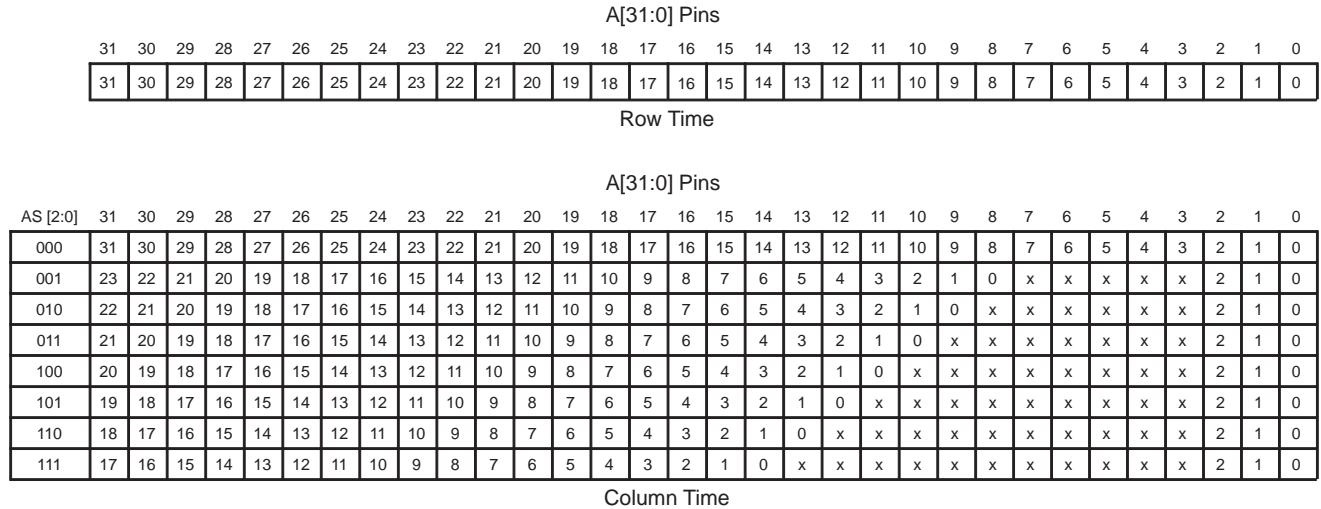 A[31:0] Pins
31 30 29 28 27 26 25 24 23 22 21 20 19 18 17 16 15 14 13 12 11 10 9 8 7 6 5 4 3 2 1 0
31 30 29 28 27 26 25 24 23 22 21 20 19 18 17 16 15 14 13 12 11 10 9 8 7 6 5 4 3 2 1 0
Row Time
A[31:0] Pins
AS [2:0] 31 30 29 28 27 26 25 24 23 22 21 20 19 18 17 16 15 14 13 12 11 10 9 8 7 6 5 4 3 2 1 0
000 31 30 29 28 27 26 25 24 23 22 21 20 19 18 17 16 15 14 13 12 11 10 9 8 7 6 5 4 3 2 1 0
001 23 22 21 20 19 18 17 16 15 14 13 12 11 10 9 8 7 6 5 4 3 2 1 0 x x x x x 2 1 0
010 22 21 20 19 18 17 16 15 14 13 12 11 10 9 8 7 6 5 4 3 2 1 0 x x x x x x 2 1 0
011 21 20 19 18 17 16 15 14 13 12 11 10 9 8 7 6 5 4 3 2 1 0 x x x x x x x 2 1 0
100 20 19 18 17 16 15 14 13 12 11 10 9 8 7 6 5 4 3 2 1 0 x x x x x x x x 2 1 0
101 19 18 17 16 15 14 13 12 11 10 9 8 7 6 5 4 3 2 1 0 x x x x x x x x x 2 1 0
110 18 17 16 15 14 13 12 11 10 9 8 7 6 5 4 3 2 1 0 x x x x x x x x x x 2 1 0
111 17 16 15 14 13 12 11 10 9 8 7 6 5 4 3 2 1 0 x x x x x x x x x x x 2 1 0
Column Time